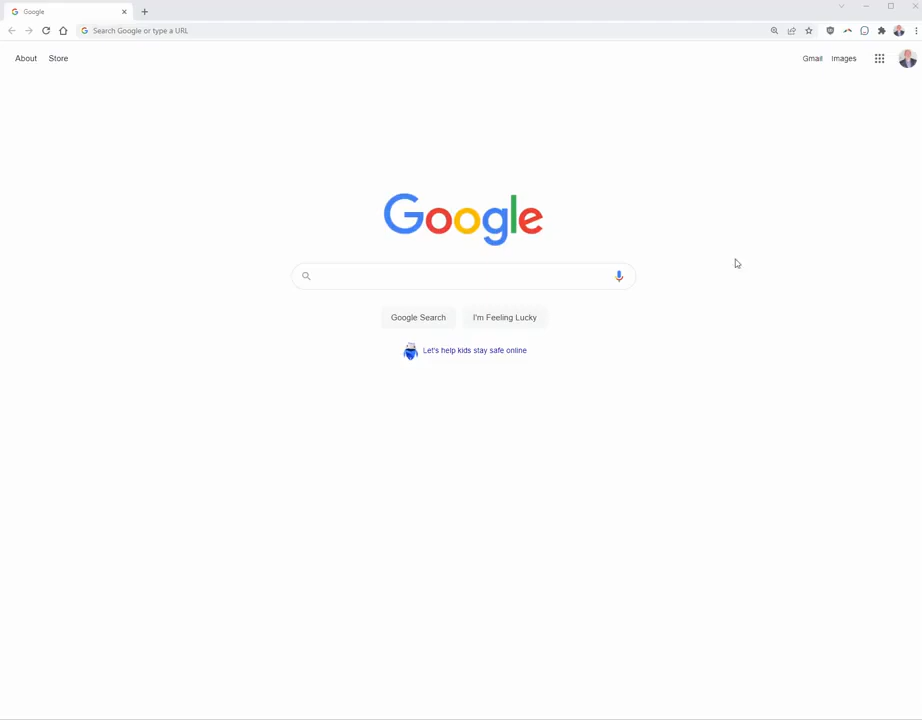 Google
Search Google or type a URL
About Store
Gmail Images
Google
Google Search I'm Feeling Lucky
Let's help kids stay safe online